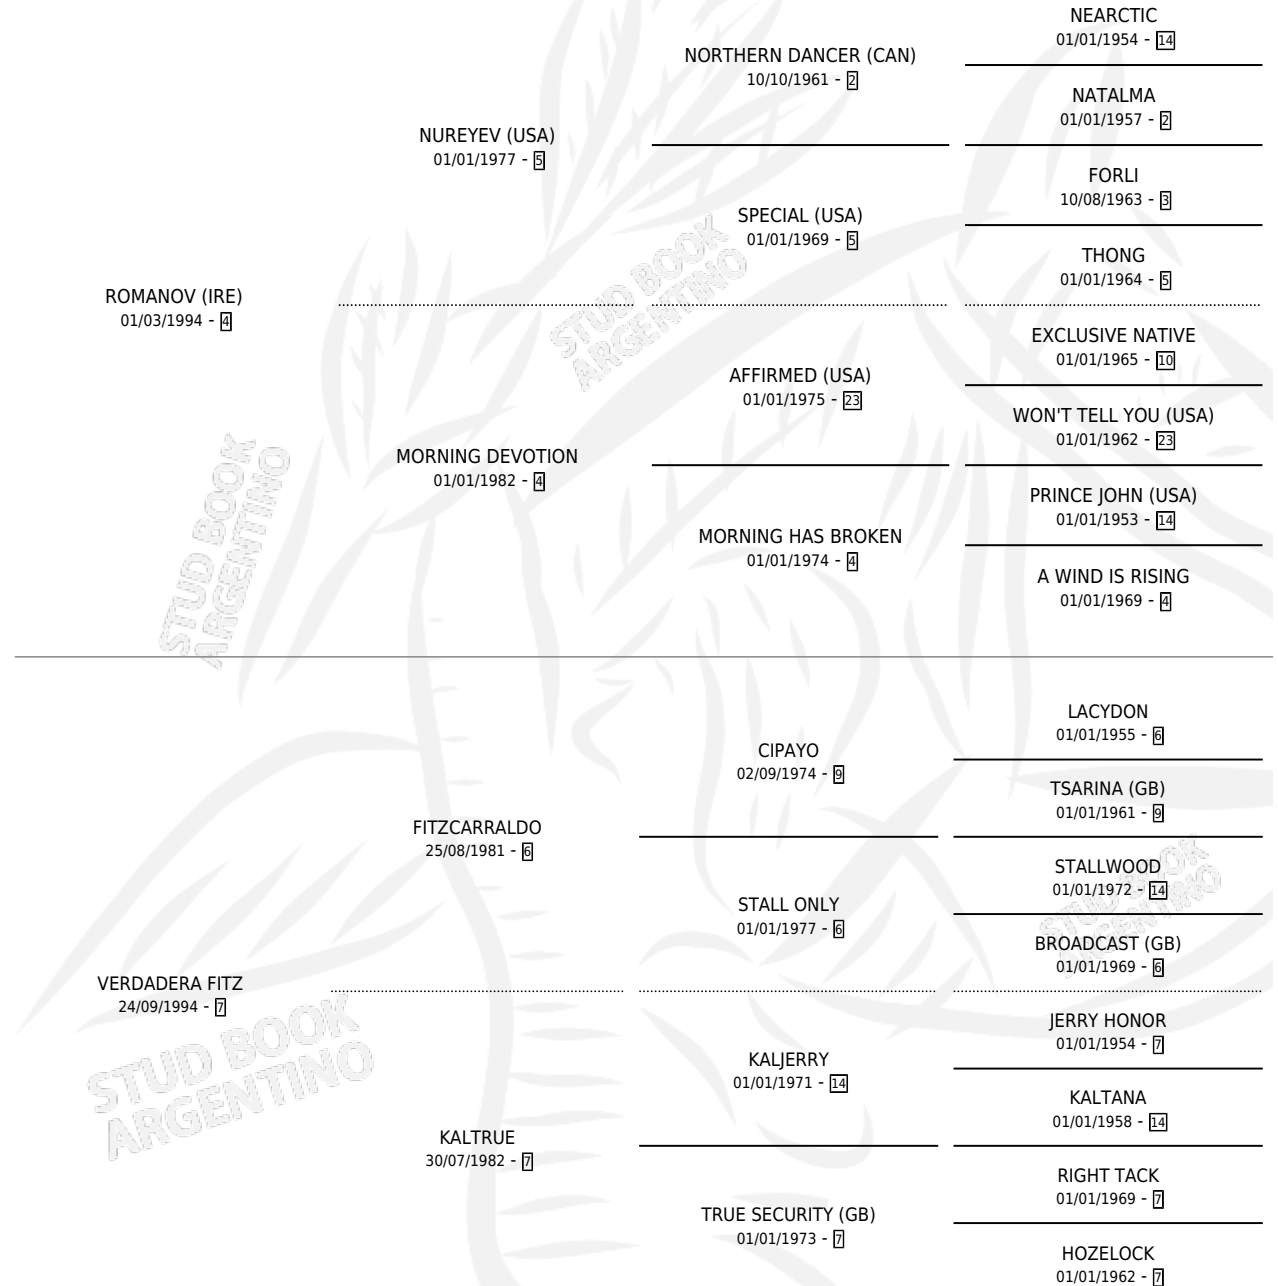 NEARCTIC
01/01/1954 - 14
NORTHERN DANCER (CAN)
10/10/1961 - 2
NATALMA
01/01/1957 - 2
NUREYEV (USA)
01/01/1977 - 5
FORLI
10/08/1963 - 3
SPECIAL (USA)
01/01/1969 - 5
THONG
01/01/1964 - 5
ROMANOV (IRE)
01/03/1994 - 4
EXCLUSIVE NATIVE
01/01/1965 - 10
AFFIRMED (USA)
01/01/1975 - 23
WON'T TELL YOU (USA)
01/01/1962 - 23
MORNING DEVOTION
01/01/1982 - 4
PRINCE JOHN (USA)
01/01/1953 - 14
MORNING HAS BROKEN
01/01/1974 - 4
A WIND IS RISING
01/01/1969 - 4
LACYDON
01/01/1955 - 6
CIPAYO
02/09/1974 - 9
TSARINA (GB)
01/01/1961 - 9
FITZCARRALDO
25/08/1981 - 6
STALLWOOD
01/01/1972 - 14
STALL ONLY
01/01/1977 - 6
BROADCAST (GB)
01/01/1969 - 6
VERDADERA FITZ
24/09/1994 - 7
JERRY HONOR
01/01/1954 - 7
KALJERRY
01/01/1971 - 14
KALTANA
01/01/1958 - 14
KALTRUE
30/07/1982 - 7
RIGHT TACK
01/01/1969 - 7
TRUE SECURITY (GB)
01/01/1973 - 7
HOZELOCK
01/01/1962 - 7
STUD BOOK
ARGENTINO
STUD BOOK
ARGENTINO
STUD BOOK
ARGENTINO
STUD BOOK
ARGENTINO